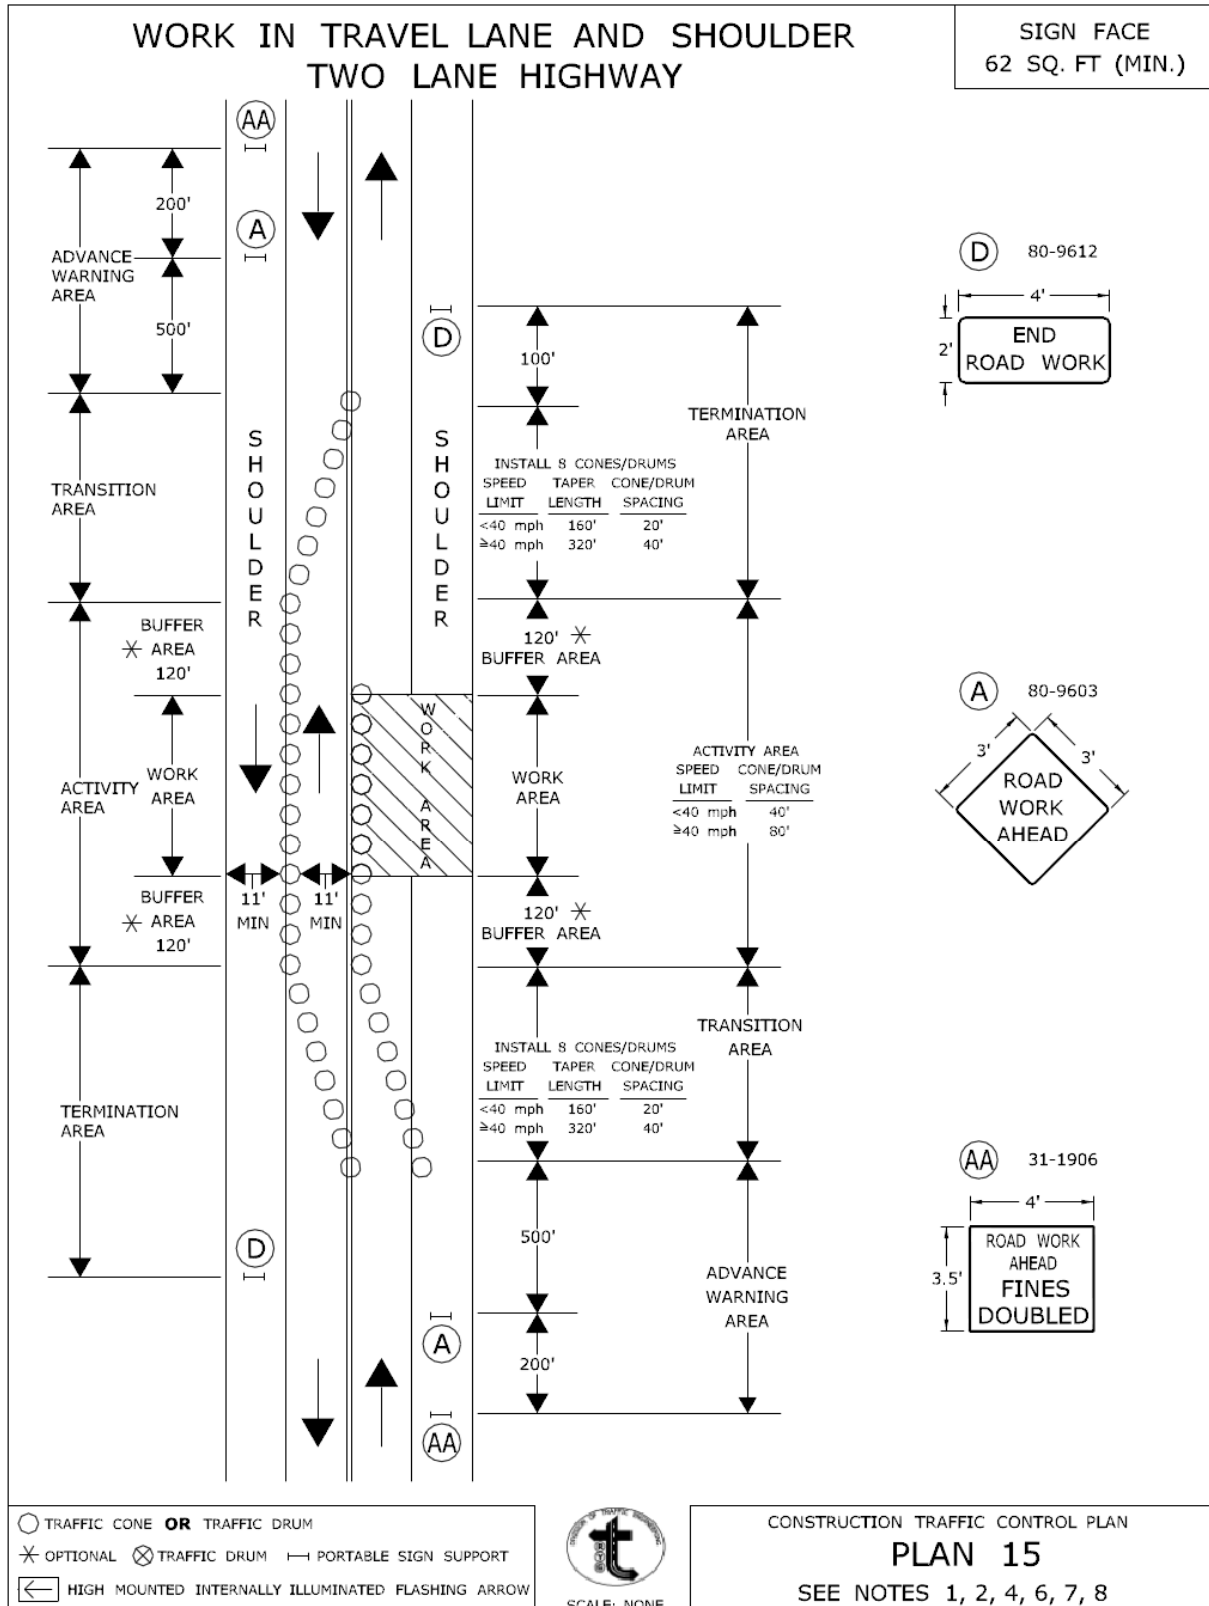 WORK IN TRAVEL LANE AND SHOULDER
TWO LANE HIGHWAY
SIGN FACE
62 SQ. FT (MIN.)
AA
200'
A
ADVANCE
WARNING
AREA
500'
D
100'
TERMINATION
AREA
SHOULDER
SHOULDER
TRANSITION
AREA
INSTALL 8 CONES/DRUMS
SPEED TAPER CONE/DRUM
LIMIT LENGTH SPACING
<40 mph 160' 20'
≥40 mph 320' 40'
BUFFER
AREA
120'
120'
BUFFER AREA
WORK AREA
ACTIVITY
AREA
WORK
AREA
WORK
AREA
ACTIVITY AREA
SPEED CONE/DRUM
LIMIT SPACING
<40 mph 40'
≥40 mph 80'
11'
MIN
11'
MIN
BUFFER
AREA
120'
120'
BUFFER AREA
TRANSITION
AREA
INSTALL 8 CONES/DRUMS
SPEED TAPER CONE/DRUM
LIMIT LENGTH SPACING
<40 mph 160' 20'
≥40 mph 320' 40'
TERMINATION
AREA
D
500'
ADVANCE
WARNING
AREA
A
200'
AA
D 80-9612
4'
2'
END
ROAD WORK
A 80-9603
3'
3'
ROAD
WORK
AHEAD
AA 31-1906
4'
3.5'
ROAD WORK
AHEAD
FINES
DOUBLED
TRAFFIC CONE OR TRAFFIC DRUM
OPTIONAL TRAFFIC DRUM PORTABLE SIGN SUPPORT
HIGH MOUNTED INTERNALLY ILLUMINATED FLASHING ARROW
DIVISION OF TRAFFIC ENGINEERING
SCALE: NONE
CONSTRUCTION TRAFFIC CONTROL PLAN
PLAN 15
SEE NOTES 1, 2, 4, 6, 7, 8